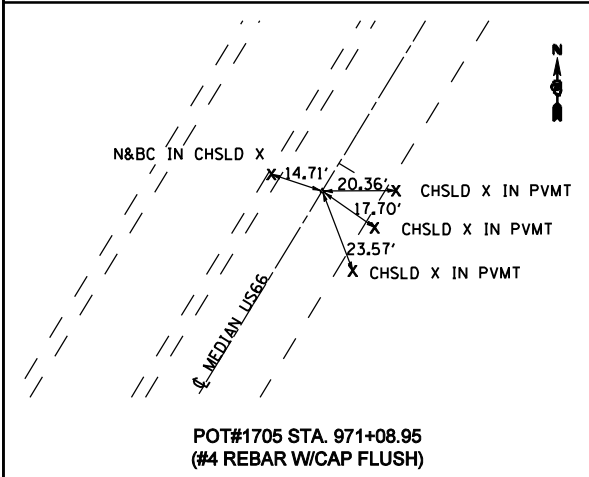 N
N&BC IN CHSLD X
14.71'
20.36'
CHSLD X IN PVMT
17.70'
CHSLD X IN PVMT
23.57'
CHSLD X IN PVMT
℄ MEDIAN US66
POT#1705 STA. 971+08.95
(#4 REBAR W/CAP FLUSH)